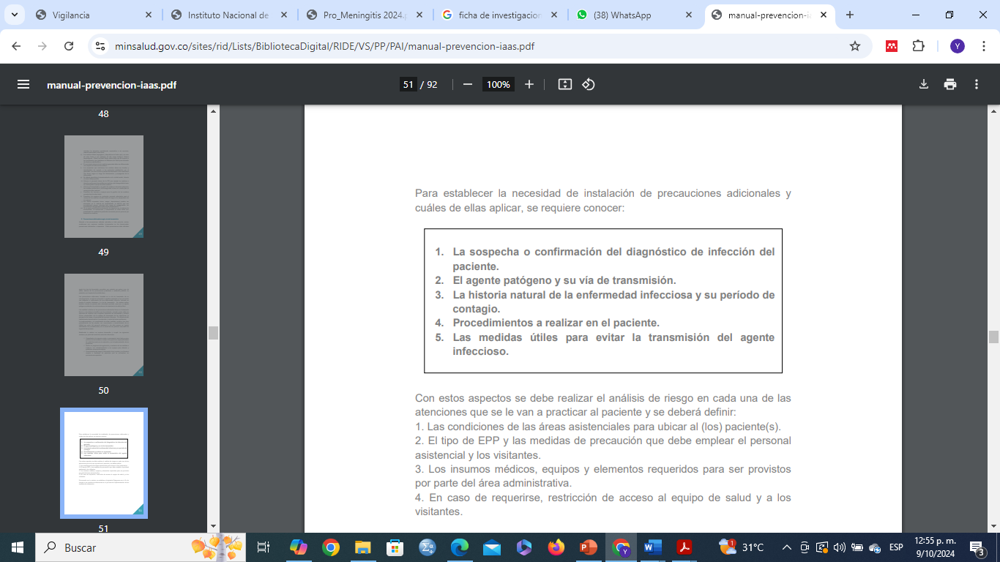 Vigilancia
Instituto Nacional de
Pro_Meningitis 2024.p
ficha de investigacion
(38) WhatsApp
manual-prevencion-ia
minsalud.gov.co/sites/rid/Lists/BibliotecaDigital/RIDE/VS/PP/PAI/manual-prevencion-iaas.pdf
Y
manual-prevencion-iaas.pdf
51 / 92
100%
48
49
50
51
Para establecer la necesidad de instalación de precauciones adicionales y
cuáles de ellas aplicar, se requiere conocer:
1. La sospecha o confirmación del diagnóstico de infección del
paciente.
2. El agente patógeno y su vía de transmisión.
3. La historia natural de la enfermedad infecciosa y su período de
contagio.
4. Procedimientos a realizar en el paciente.
5. Las medidas útiles para evitar la transmisión del agente
infeccioso.
Con estos aspectos se debe realizar el análisis de riesgo en cada una de las
atenciones que se le van a practicar al paciente y se deberá definir:
1. Las condiciones de las áreas asistenciales para ubicar al (los) paciente(s).
2. El tipo de EPP y las medidas de precaución que debe emplear el personal
asistencial y los visitantes.
3. Los insumos médicos, equipos y elementos requeridos para ser provistos
por parte del área administrativa.
4. En caso de requerirse, restricción de acceso al equipo de salud y a los
visitantes.
Buscar
31°C
ESP
12:55 p. m.
9/10/2024
3